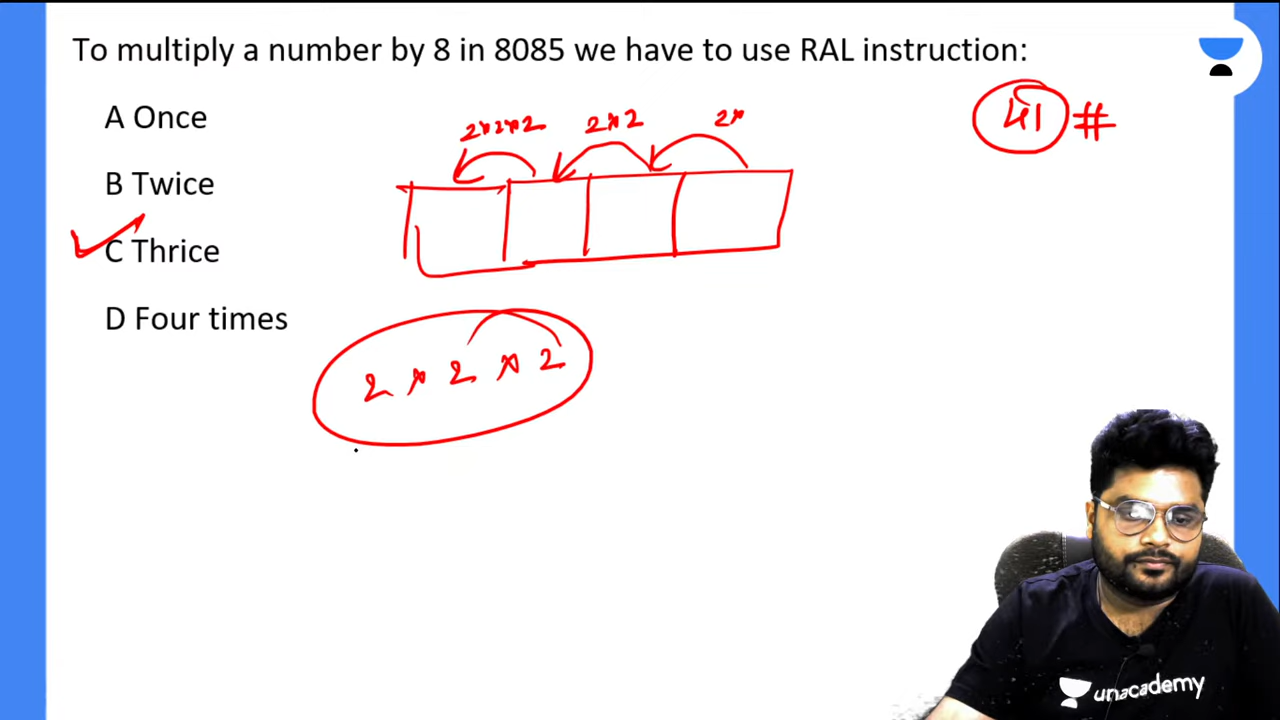 To multiply a number by 8 in 8085 we have to use RAL instruction:
A Once
B Twice
C Thrice
D Four times
2×2×2
2×2
2×
#
2 × 2 × 2
unacademy